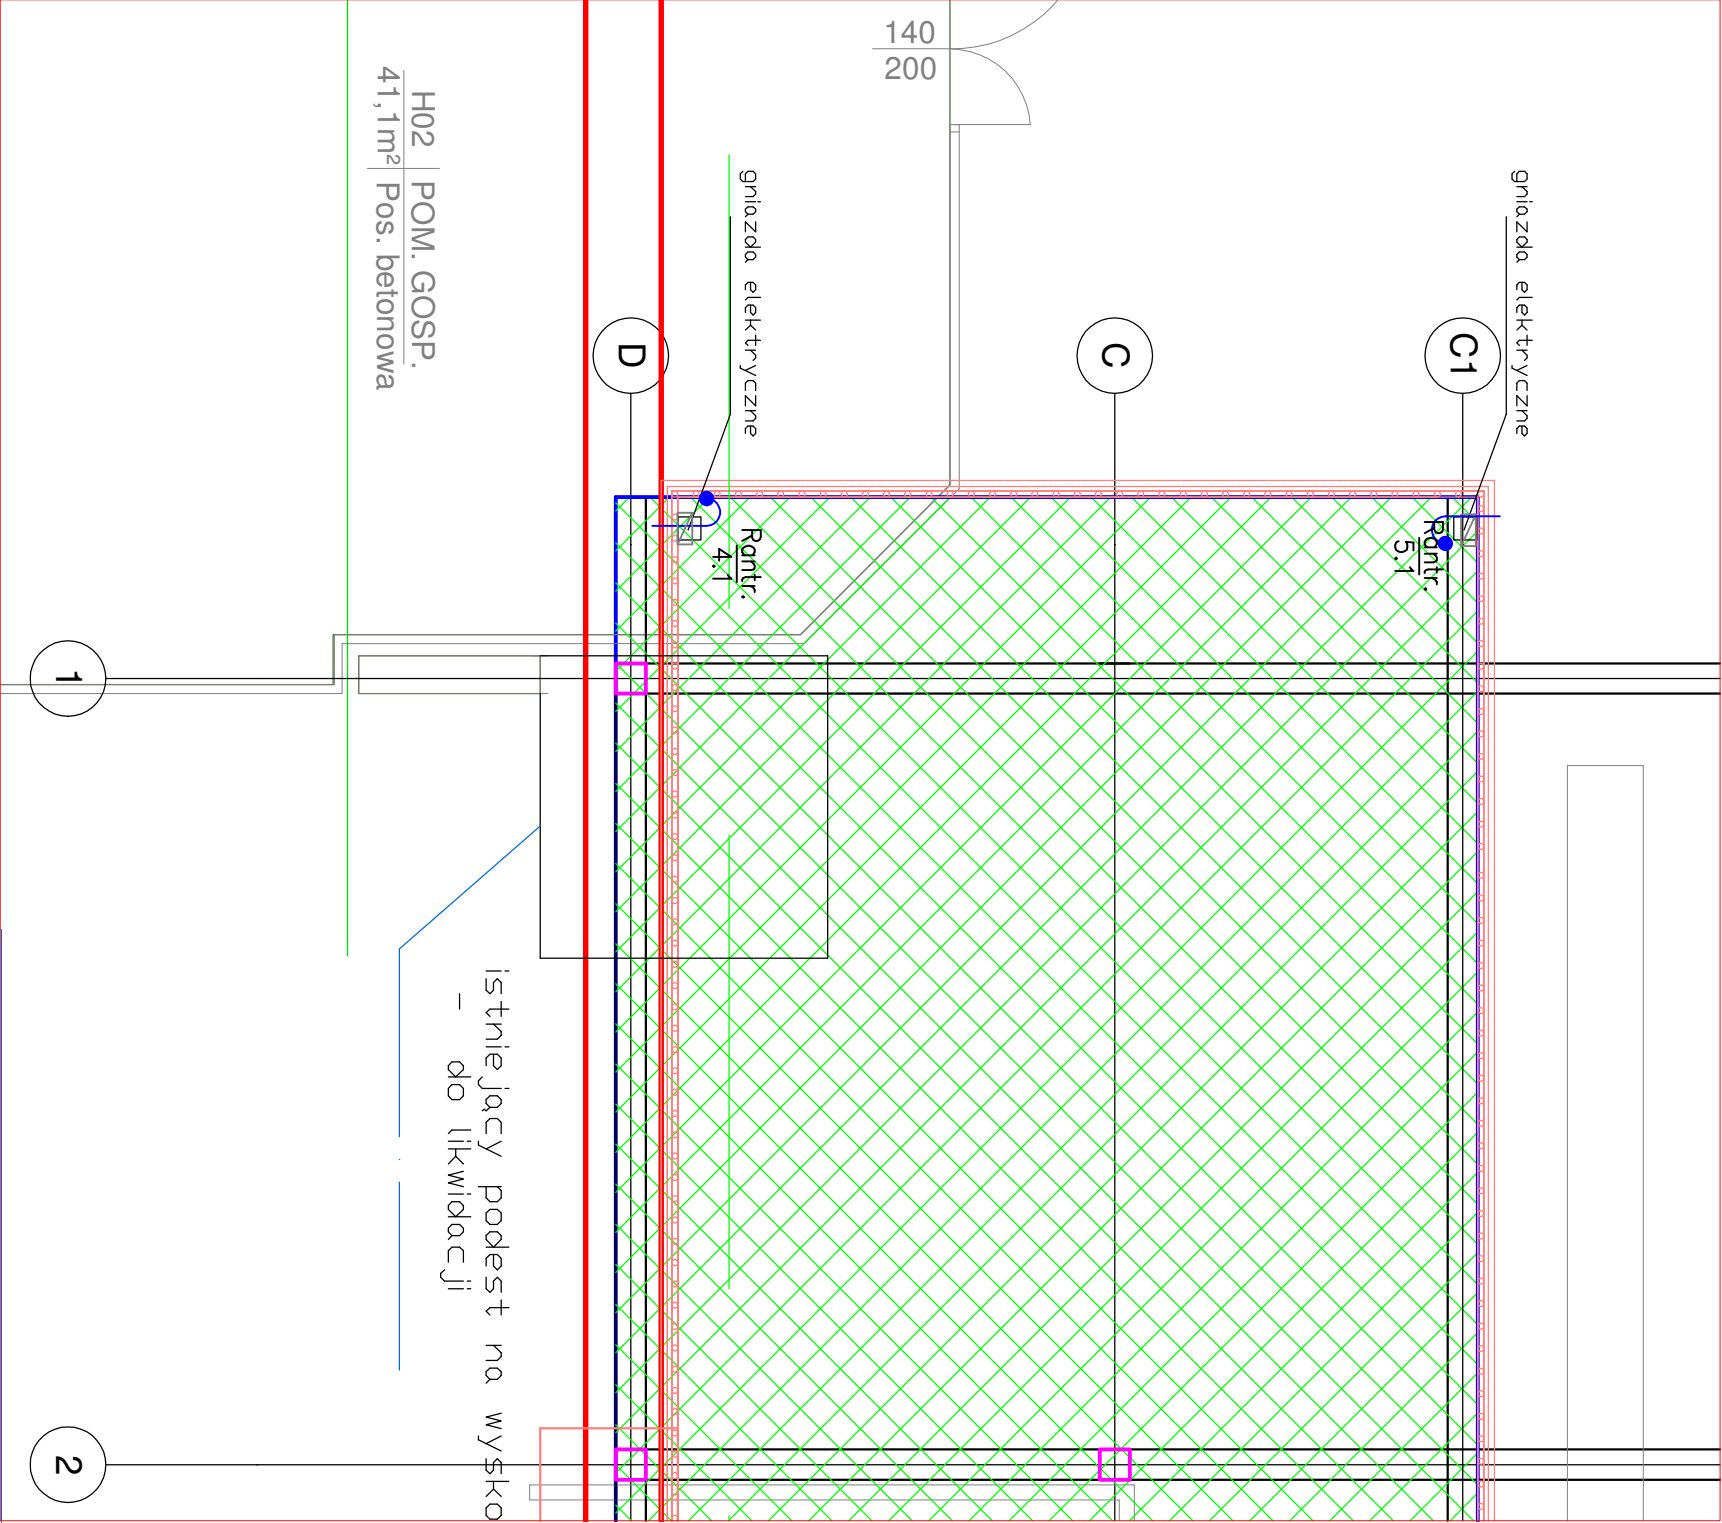 140
200
H02 POM. GOSP.
41,1m² Pos. betonowa
gniazda elektryczne
gniazda elektryczne
D
C
C1
Rantr.
4.1
Rantr.
5.1
1
istniejący podest na wysko
- do likwidacji
2